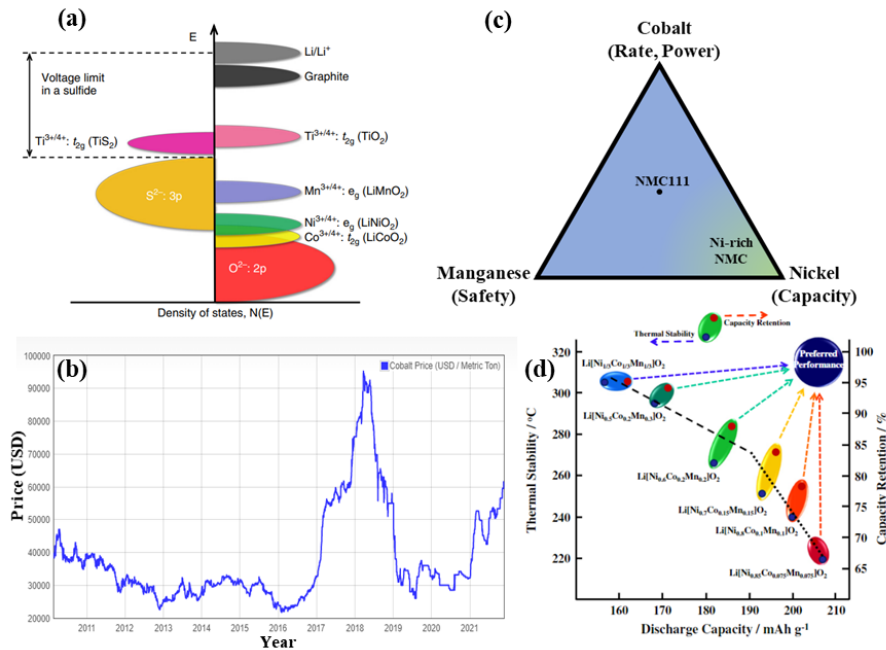 (a)
E
Li/Li⁺
Graphite
Voltage limit
in a sulfide
Ti³⁺/⁴⁺: t₂g (TiS₂)
Ti³⁺/⁴⁺: t₂g (TiO₂)
S²⁻: 3p
Mn³⁺/⁴⁺: eg (LiMnO₂)
Ni³⁺/⁴⁺: eg (LiNiO₂)
Co³⁺/⁴⁺: t₂g (LiCoO₂)
O²⁻: 2p
Density of states, N(E)
(c)
Cobalt
(Rate, Power)
NMC111
Ni-rich
NMC
Manganese
(Safety)
Nickel
(Capacity)
(b)
Cobalt Price (USD / Metric Ton)
Price (USD)
100000
90000
80000
70000
60000
50000
40000
30000
20000
2011 2012 2013 2014 2015 2016 2017 2018 2019 2020 2021
Year
(d)
Thermal Stability
Capacity Retention
Preferred
Performance
Li[Ni1/3Co1/3Mn1/3]O₂
Li[Ni0.5Co0.2Mn0.3]O₂
Li[Ni0.6Co0.2Mn0.2]O₂
Li[Ni0.7Co0.15Mn0.15]O₂
Li[Ni0.8Co0.1Mn0.1]O₂
Li[Ni0.85Co0.075Mn0.075]O₂
Thermal Stability / °C
320
300
280
260
240
220
Capacity Retention / %
100
95
90
85
80
75
70
65
160 170 180 190 200 210
Discharge Capacity / mAh g⁻¹